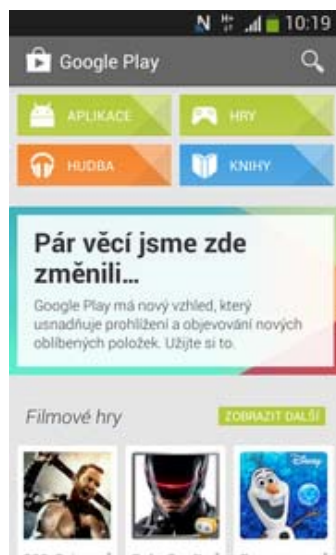 N H+ 10:19
Google Play
APLIKACE HRY
HUDBA KNIHY
Pár věcí jsme zde
změnili...
Google Play má nový vzhled, který
usnadňuje prohlížení a objevování nových
oblíbených položek. Užijte si to.
Filmové hry ZOBRAZIT DALŠÍ
Disney